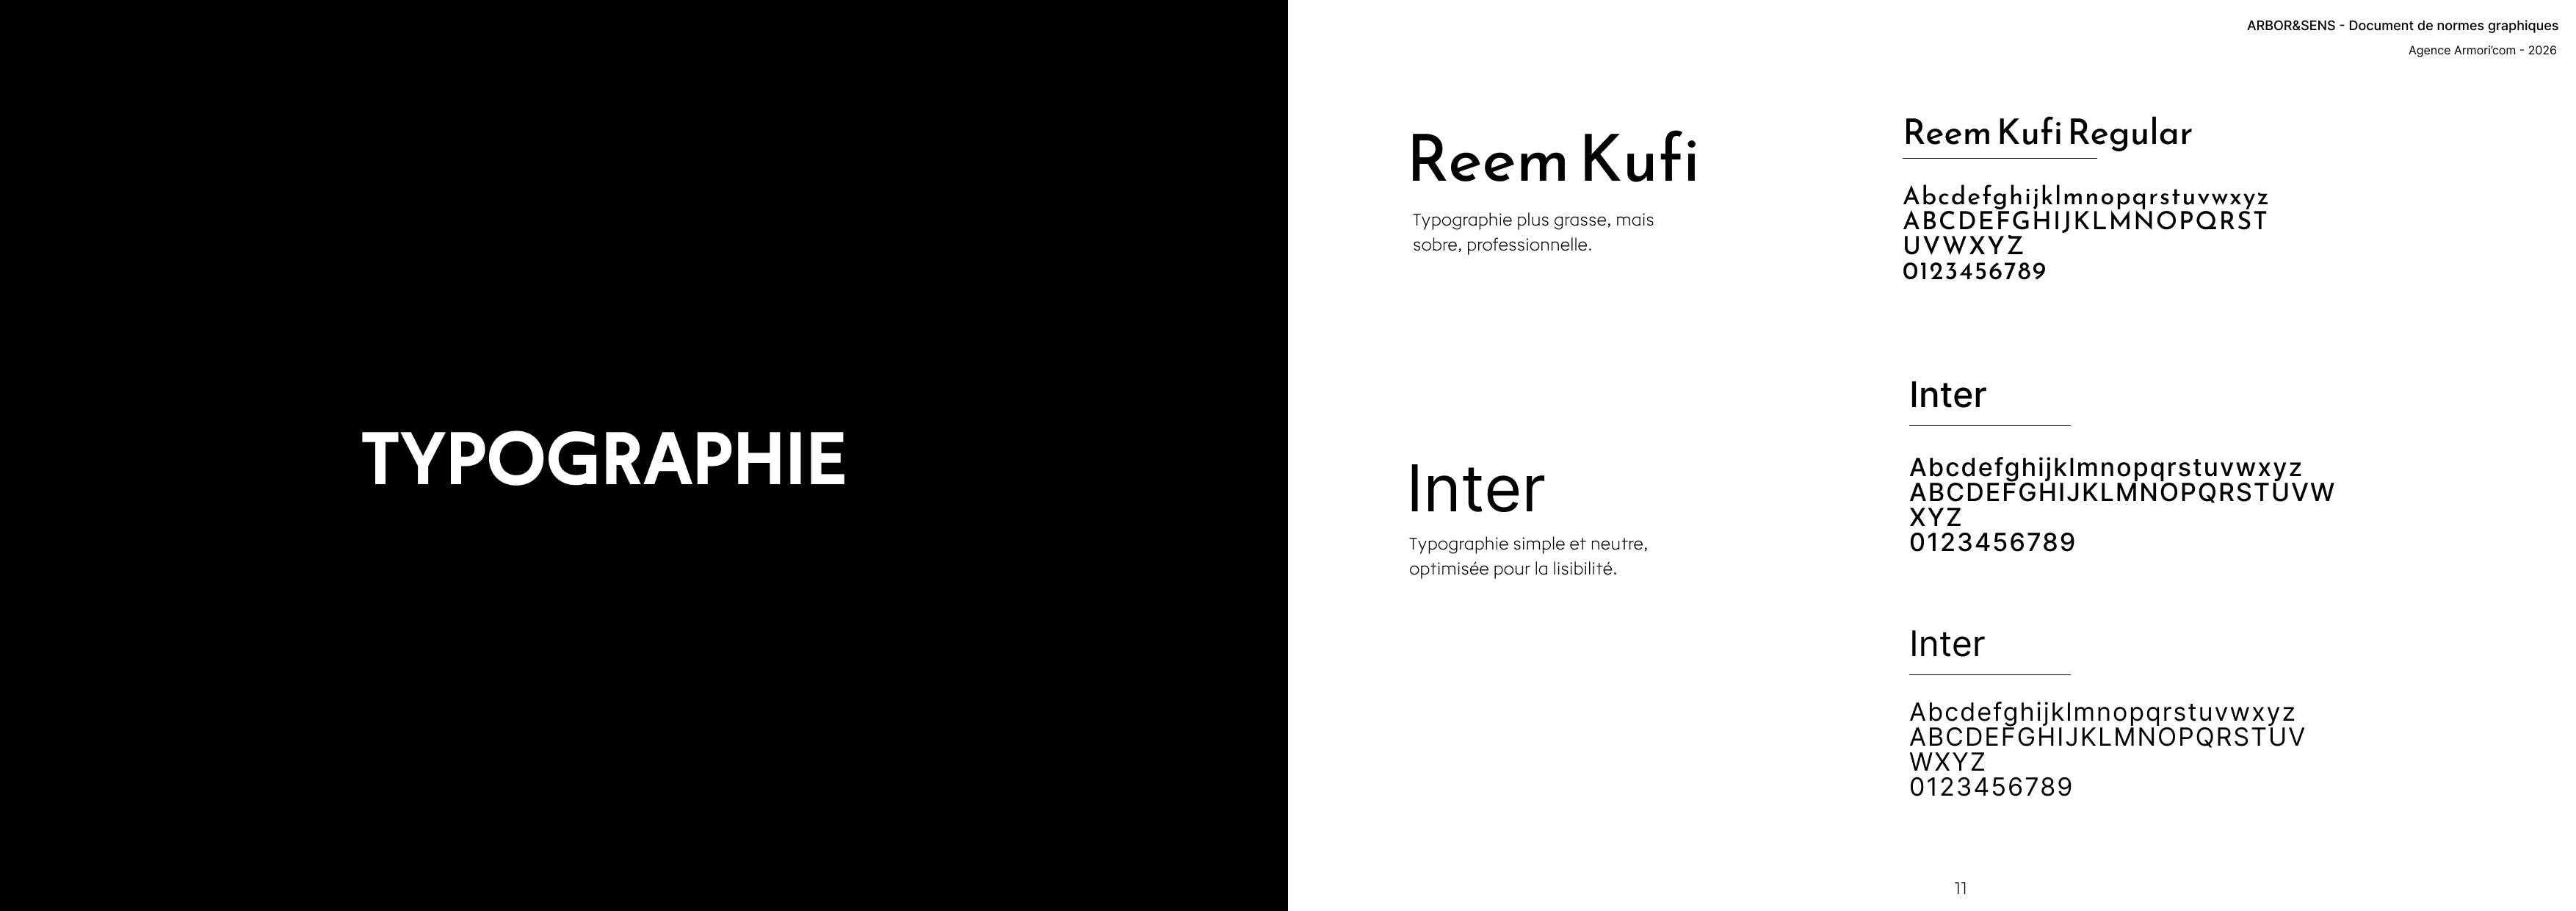 TYPOGRAPHIE
ARBOR&SENS - Document de normes graphiques
Agence Armori'com - 2026
Reem Kufi
Typographie plus grasse, mais
sobre, professionnelle.
Reem Kufi Regular
Abcdefghijklmnopqrstuvwxyz
ABCDEFGHIJKLMNOPQRST
UVWXYZ
0123456789
Inter
Typographie simple et neutre,
optimisée pour la lisibilité.
Inter
Abcdefghijklmnopqrstuvwxyz
ABCDEFGHIJKLMNOPQRSTUVW
XYZ
0123456789
Inter
Abcdefghijklmnopqrstuvwxyz
ABCDEFGHIJKLMNOPQRSTUV
WXYZ
0123456789
11